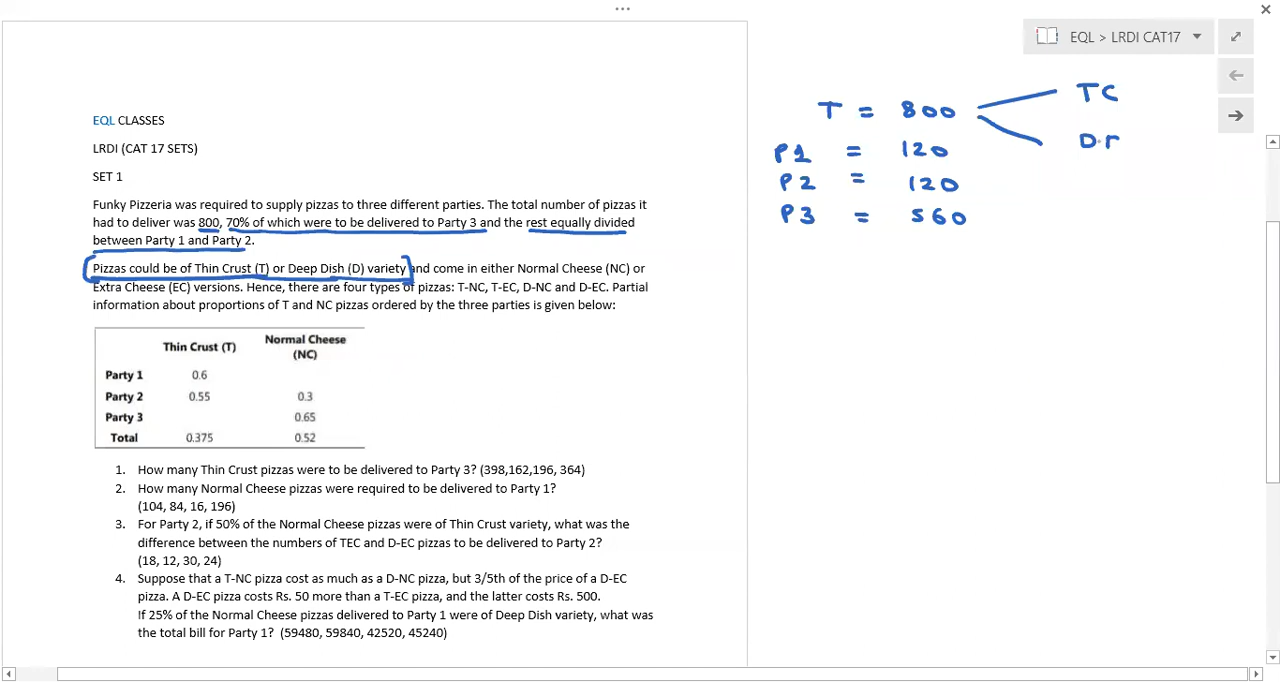 EQL > LRDI CAT17
EQL CLASSES
LRDI (CAT 17 SETS)
SET 1
Funky Pizzeria was required to supply pizzas to three different parties. The total number of pizzas it
had to deliver was 800, 70% of which were to be delivered to Party 3 and the rest equally divided
between Party 1 and Party 2.
Pizzas could be of Thin Crust (T) or Deep Dish (D) variety and come in either Normal Cheese (NC) or
Extra Cheese (EC) versions. Hence, there are four types of pizzas: T-NC, T-EC, D-NC and D-EC. Partial
information about proportions of T and NC pizzas ordered by the three parties is given below:
Thin Crust (T) Normal Cheese
(NC)
Party 1 0.6
Party 2 0.55 0.3
Party 3 0.65
Total 0.375 0.52
1. How many Thin Crust pizzas were to be delivered to Party 3? (398,162,196, 364)
2. How many Normal Cheese pizzas were required to be delivered to Party 1?
(104, 84, 16, 196)
3. For Party 2, if 50% of the Normal Cheese pizzas were of Thin Crust variety, what was the
difference between the numbers of TEC and D-EC pizzas to be delivered to Party 2?
(18, 12, 30, 24)
4. Suppose that a T-NC pizza cost as much as a D-NC pizza, but 3/5th of the price of a D-EC
pizza. A D-EC pizza costs Rs. 50 more than a T-EC pizza, and the latter costs Rs. 500.
If 25% of the Normal Cheese pizzas delivered to Party 1 were of Deep Dish variety, what was
the total bill for Party 1? (59480, 59840, 42520, 45240)
T = 800
TC
P1 = 120
P2 = 120
P3 = 560